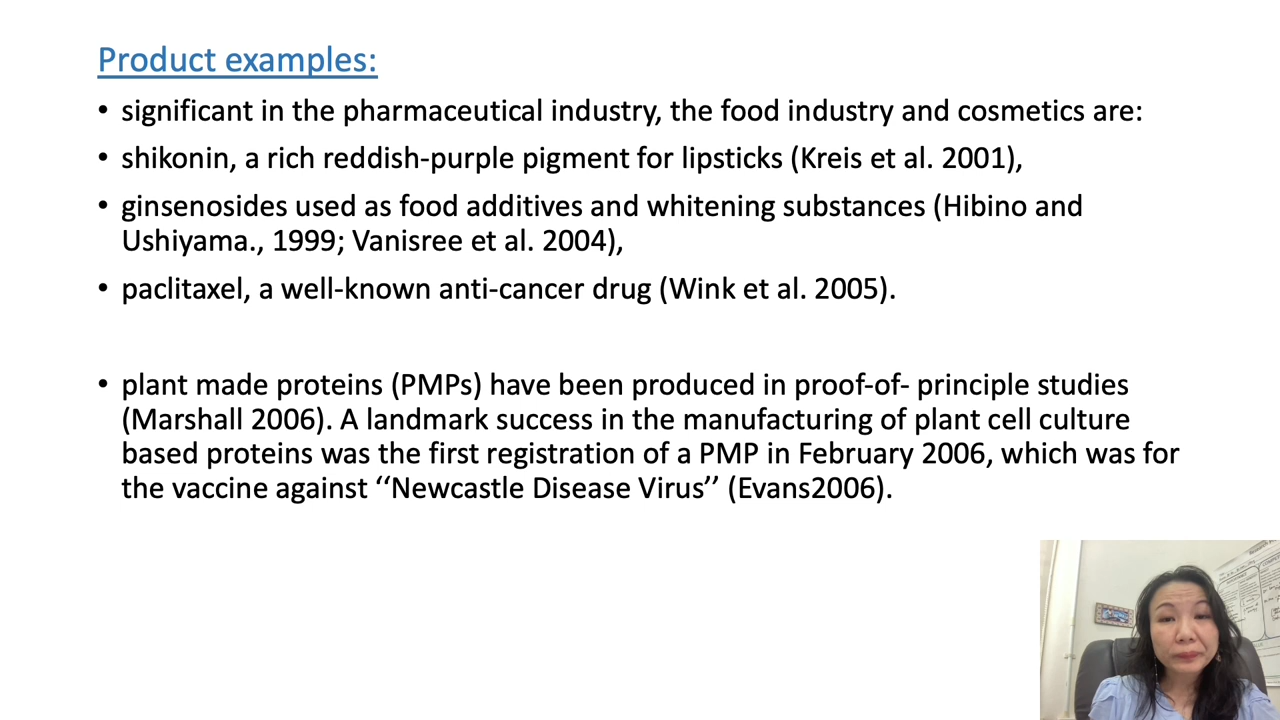 Product examples:
• significant in the pharmaceutical industry, the food industry and cosmetics are:
• shikonin, a rich reddish-purple pigment for lipsticks (Kreis et al. 2001),
• ginsenosides used as food additives and whitening substances (Hibino and
Ushiyama., 1999; Vanisree et al. 2004),
• paclitaxel, a well-known anti-cancer drug (Wink et al. 2005).
• plant made proteins (PMPs) have been produced in proof-of- principle studies
(Marshall 2006). A landmark success in the manufacturing of plant cell culture
based proteins was the first registration of a PMP in February 2006, which was for
the vaccine against ‘‘Newcastle Disease Virus’’ (Evans2006).